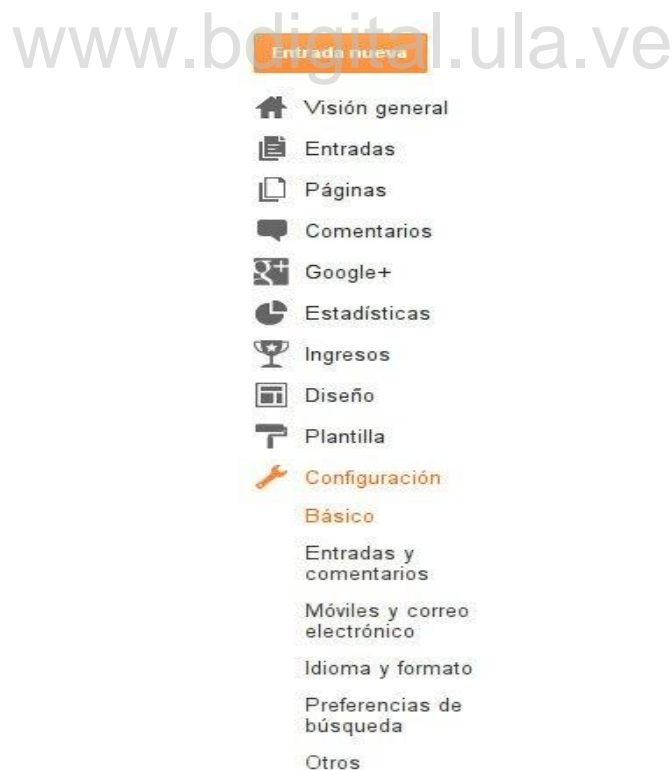 www.bdigital.ula.ve
Entrada nueva
Visión general
Entradas
Páginas
Comentarios
Google+
Estadísticas
Ingresos
Diseño
Plantilla
Configuración
Básico
Entradas y
comentarios
Móviles y correo
electrónico
Idioma y formato
Preferencias de
búsqueda
Otros